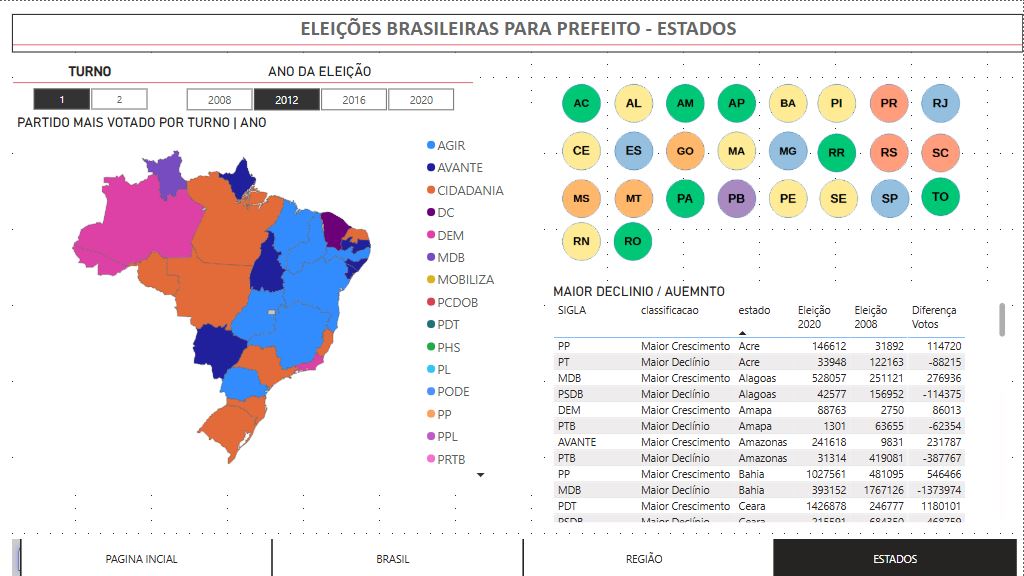 ELEIÇÕES BRASILEIRAS PARA PREFEITO - ESTADOS
TURNO
ANO DA ELEIÇÃO
1
2
2008
2012
2016
2020
PARTIDO MAIS VOTADO POR TURNO | ANO
AGIR
AVANTE
CIDADANIA
DC
DEM
MDB
MOBILIZA
PCDOB
PDT
PHS
PL
PODE
PP
PPL
PRTB
AC AL AM AP BA PI PR RJ
CE ES GO MA MG RR RS SC
MS MT PA PB PE SE SP TO
RN RO
MAIOR DECLINIO / AUEMNTO
SIGLA classificacao estado Eleição 2020 Eleição 2008 Diferença Votos
PP Maior Crescimento Acre 146612 31892 114720
PT Maior Declínio Acre 33948 122163 -88215
MDB Maior Crescimento Alagoas 528057 251121 276936
PSDB Maior Declínio Alagoas 42577 156952 -114375
DEM Maior Crescimento Amapa 88763 2750 86013
PTB Maior Declínio Amapa 1301 63655 -62354
AVANTE Maior Crescimento Amazonas 241618 9831 231787
PTB Maior Declínio Amazonas 31314 419081 -387767
PP Maior Crescimento Bahia 1027561 481095 546466
MDB Maior Declínio Bahia 393152 1767126 -1373974
PDT Maior Crescimento Ceara 1426878 246777 1180101
PSDB Maior Declínio Ceara 215591 684350 -468759
PAGINA INCIAL
BRASIL
REGIÃO
ESTADOS